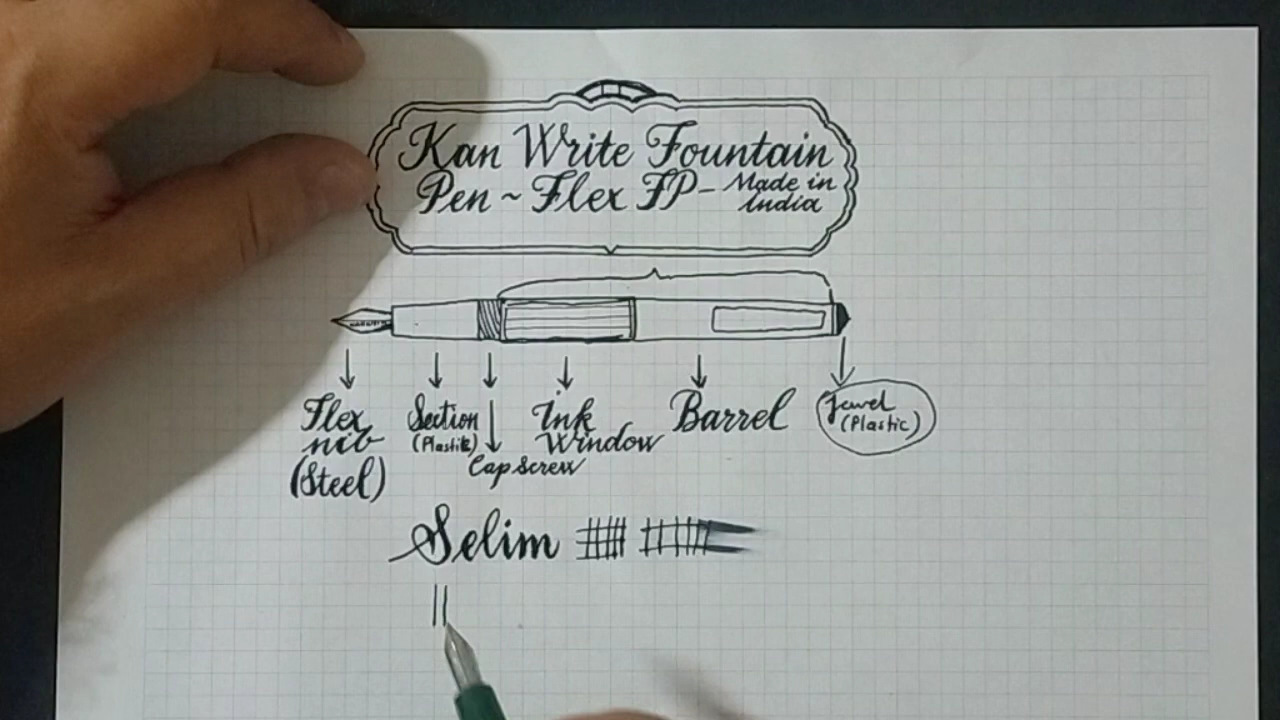 Kan Write Fountain
Pen ~ Flex FP - Made in
India
Flex
nib
(Steel)
Section
(Plastik)
Cap screw
Ink
Window
Barrel
Jewel
(Plastic)
Selim